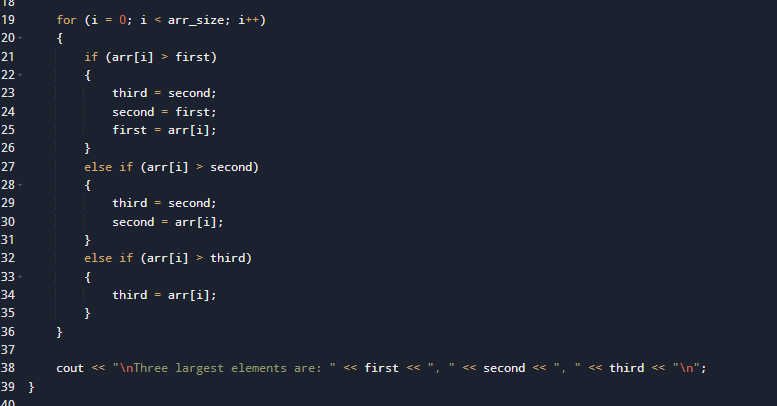 18
19 for (i = 0; i < arr_size; i++)
20 {
21 if (arr[i] > first)
22 {
23 third = second;
24 second = first;
25 first = arr[i];
26 }
27 else if (arr[i] > second)
28 {
29 third = second;
30 second = arr[i];
31 }
32 else if (arr[i] > third)
33 {
34 third = arr[i];
35 }
36 }
37
38 cout << "\nThree largest elements are: " << first << ", " << second << ", " << third << "\n";
39 }
40